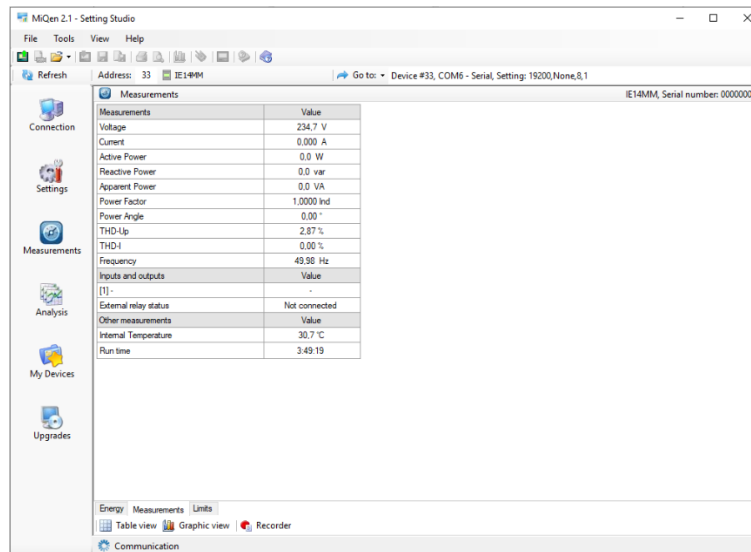 MiQen 2.1 - Setting Studio
File Tools View Help
Refresh Address: 33 IE14MM Go to: Device #33, COM6 - Serial, Setting: 19200,None,8,1
Measurements IE14MM, Serial number: 0000000
Connection
Settings
Measurements
Analysis
My Devices
Upgrades
Measurements Value
Voltage 234,7 V
Current 0,000 A
Active Power 0,0 W
Reactive Power 0,0 var
Apparent Power 0,0 VA
Power Factor 1,0000 Ind
Power Angle 0,00 °
THD-Up 2,87 %
THD-I 0,00 %
Frequency 49,98 Hz
Inputs and outputs Value
[1] - -
External relay status Not connected
Other measurements Value
Internal Temperature 30,7 °C
Run time 3:49:19
Energy Measurements Limits
Table view Graphic view Recorder
Communication